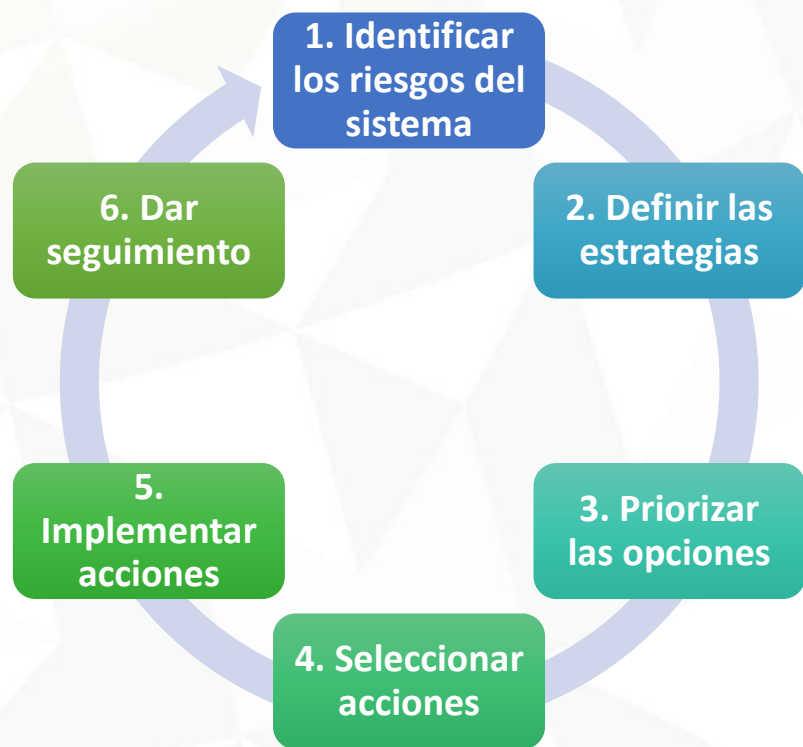 1. Identificar
los riesgos del
sistema
2. Definir las
estrategias
3. Priorizar
las opciones
4. Seleccionar
acciones
5.
Implementar
acciones
6. Dar
seguimiento